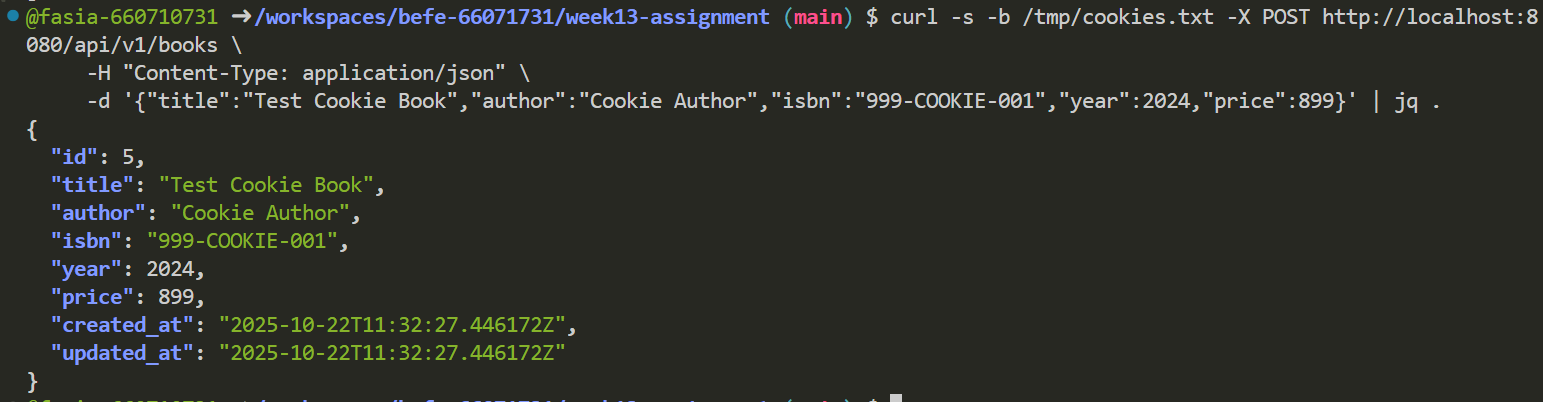 @fasia-660710731 ➜/workspaces/befe-66071731/week13-assignment (main) $ curl -s -b /tmp/cookies.txt -X POST http://localhost:8
080/api/v1/books \
     -H "Content-Type: application/json" \
     -d '{"title":"Test Cookie Book","author":"Cookie Author","isbn":"999-COOKIE-001","year":2024,"price":899}' | jq .
{
  "id": 5,
  "title": "Test Cookie Book",
  "author": "Cookie Author",
  "isbn": "999-COOKIE-001",
  "year": 2024,
  "price": 899,
  "created_at": "2025-10-22T11:32:27.446172Z",
  "updated_at": "2025-10-22T11:32:27.446172Z"
}